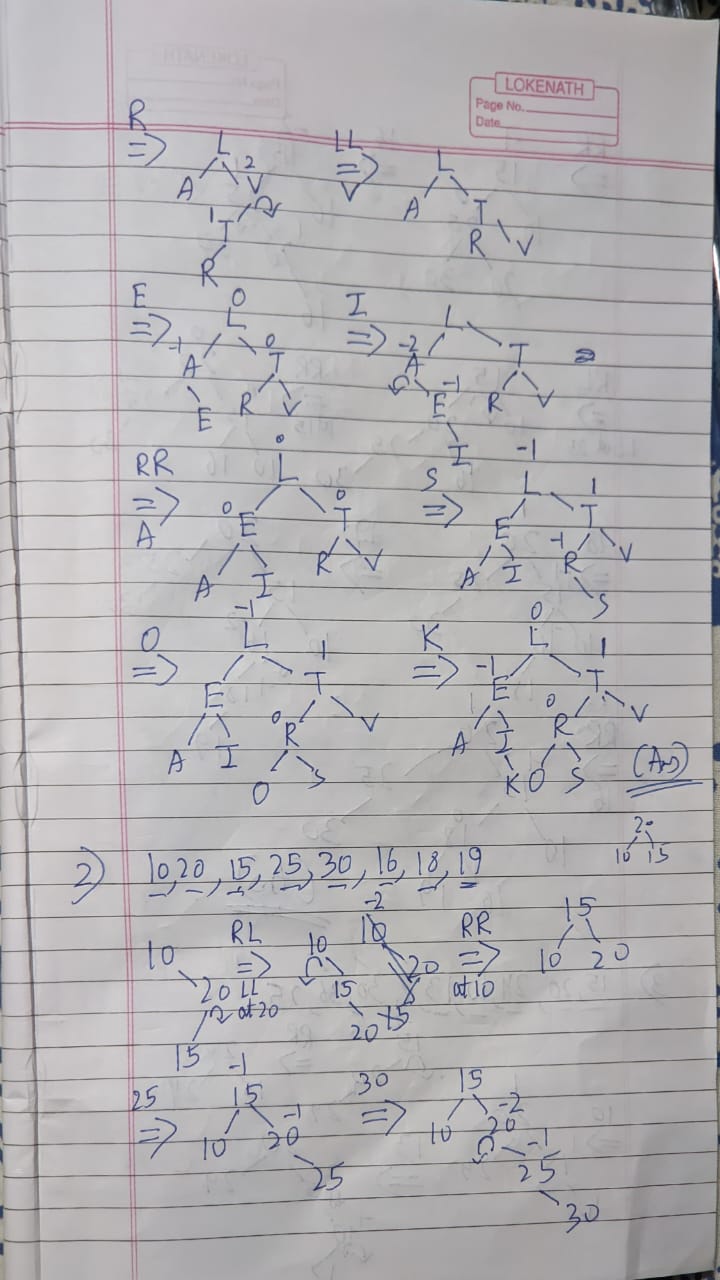 LOKENATH
Page No.
Date
R L LL L
⇒ A 2 V ⇒ A T
1 T V R V
R
E 0 I L
⇒ L ⇒ -2
-1 A 0 T A T
E R V E -1 R V
I
RR 0 S -1
⇒ L ⇒ L 1
A 0 E 0 T E T
A I R V A I -1 R V
S
O -1 K 0
⇒ L 1 ⇒ L 1
E T -1 E T
A I 0 R V A I 0 R V
O S K O S (Ans)
20
10 15
2) 10, 20, 15, 25, 30, 16, 18, 19
-2
10 RL 10 10 RR 15
20 ⇒ 15 20 ⇒ 10 20
15 LL at 20 20 15 at 10
25 -1 30 15
⇒ 15 -1 ⇒ 10 -2
10 20 20 -1
25 25
30